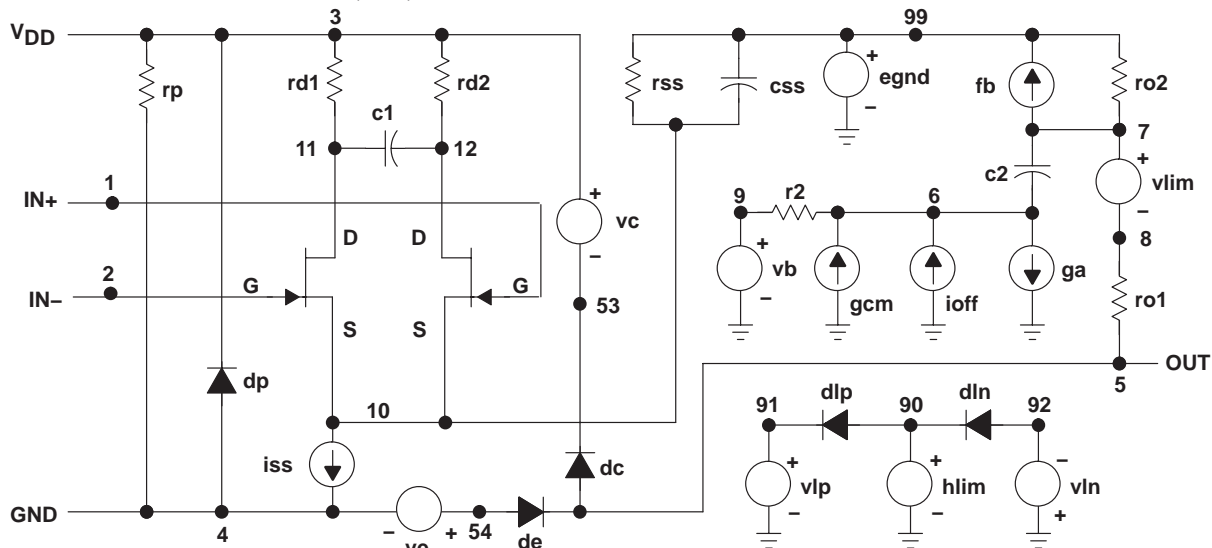 3
99
VDD
rp
rd1
rd2
rss
css
egnd
+
−
fb
ro2
c1
11
12
7
c2
+
vlim
−
8
1
IN+
9
r2
6
+
vc
−
D
D
vb
+
−
gcm
ioff
ga
ro1
2
IN−
G
G
53
S
S
OUT
5
dp
10
dlp
dln
91
90
92
iss
dc
+
vlp
−
+
hlim
−
−
vln
+
GND
4
−
+
54
de